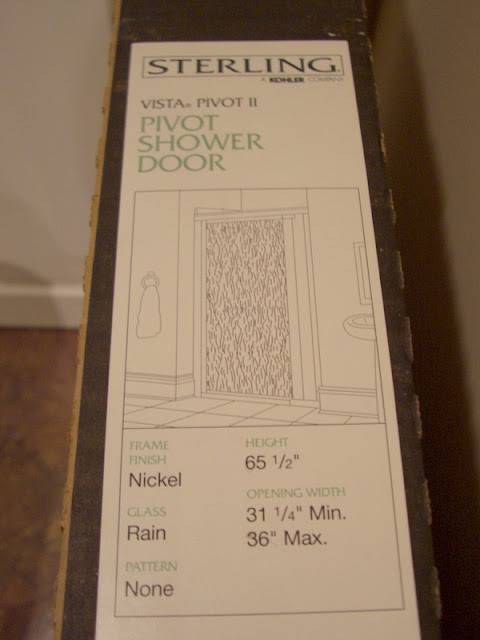 STERLING.
A KOHLER COMPANY
VISTA® PIVOT II
PIVOT
SHOWER
DOOR
FRAME
FINISH
Nickel
GLASS
Rain
PATTERN
None
HEIGHT
65 1/2"
OPENING WIDTH
31 1/4" Min.
36" Max.